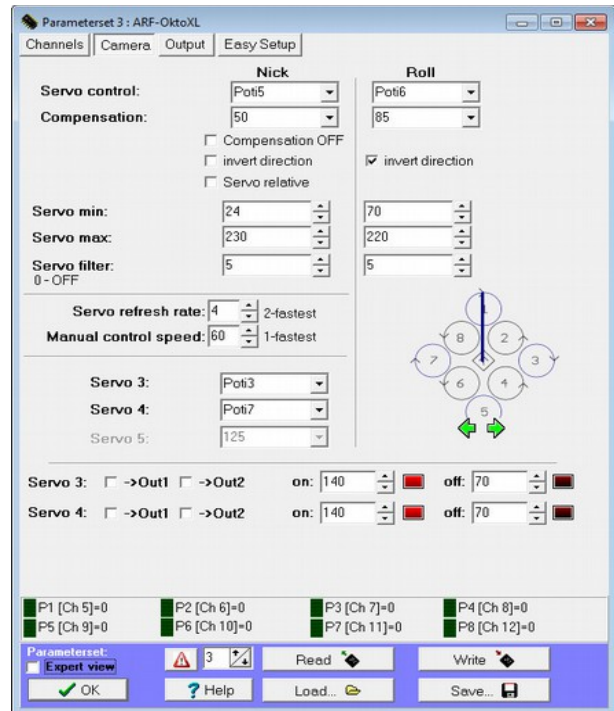 Parameterset 3 : ARF-OktoXL
Channels Camera Output Easy Setup
Nick Roll
Servo control: Poti5 Poti6
Compensation: 50 85
Compensation OFF
invert direction invert direction
Servo relative
Servo min: 24 70
Servo max: 230 220
Servo filter: 5 5
0 - OFF
Servo refresh rate: 4 2-fastest
Manual control speed: 60 1-fastest
1
8 2
7 3
6 4
5
Servo 3: Poti3
Servo 4: Poti7
Servo 5: 125
Servo 3: ->Out1 ->Out2 on: 140 off: 70
Servo 4: ->Out1 ->Out2 on: 140 off: 70
P1 [Ch 5]=0 P2 [Ch 6]=0 P3 [Ch 7]=0 P4 [Ch 8]=0
P5 [Ch 9]=0 P6 [Ch 10]=0 P7 [Ch 11]=0 P8 [Ch 12]=0
Parameterset:
Expert view 3 Read Write
OK ? Help Load... Save...